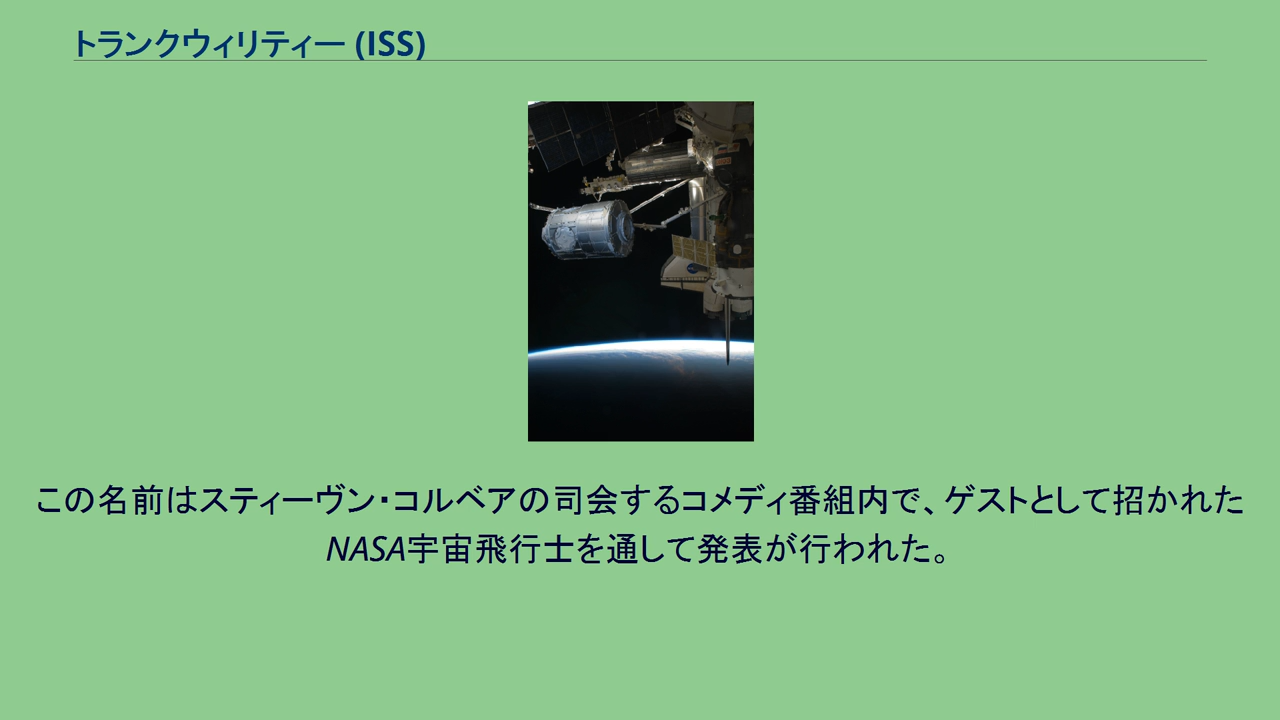 トランクウィリティー (ISS)
この名前はスティーヴン・コルベアの司会するコメディ番組内で、ゲストとして招かれた
NASA宇宙飛行士を通して発表が行われた。